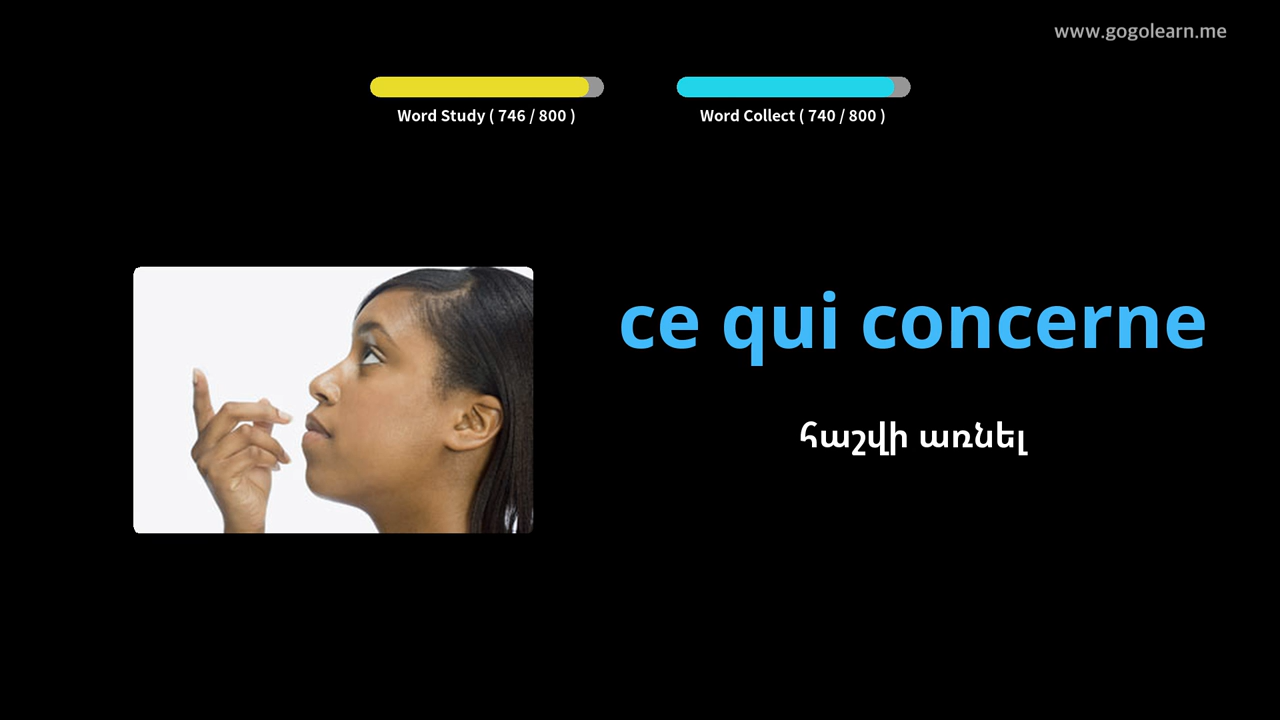 www.gogolearn.me
Word Study ( 746 / 800 )
Word Collect ( 740 / 800 )
ce qui concerne
հաշվի առնել